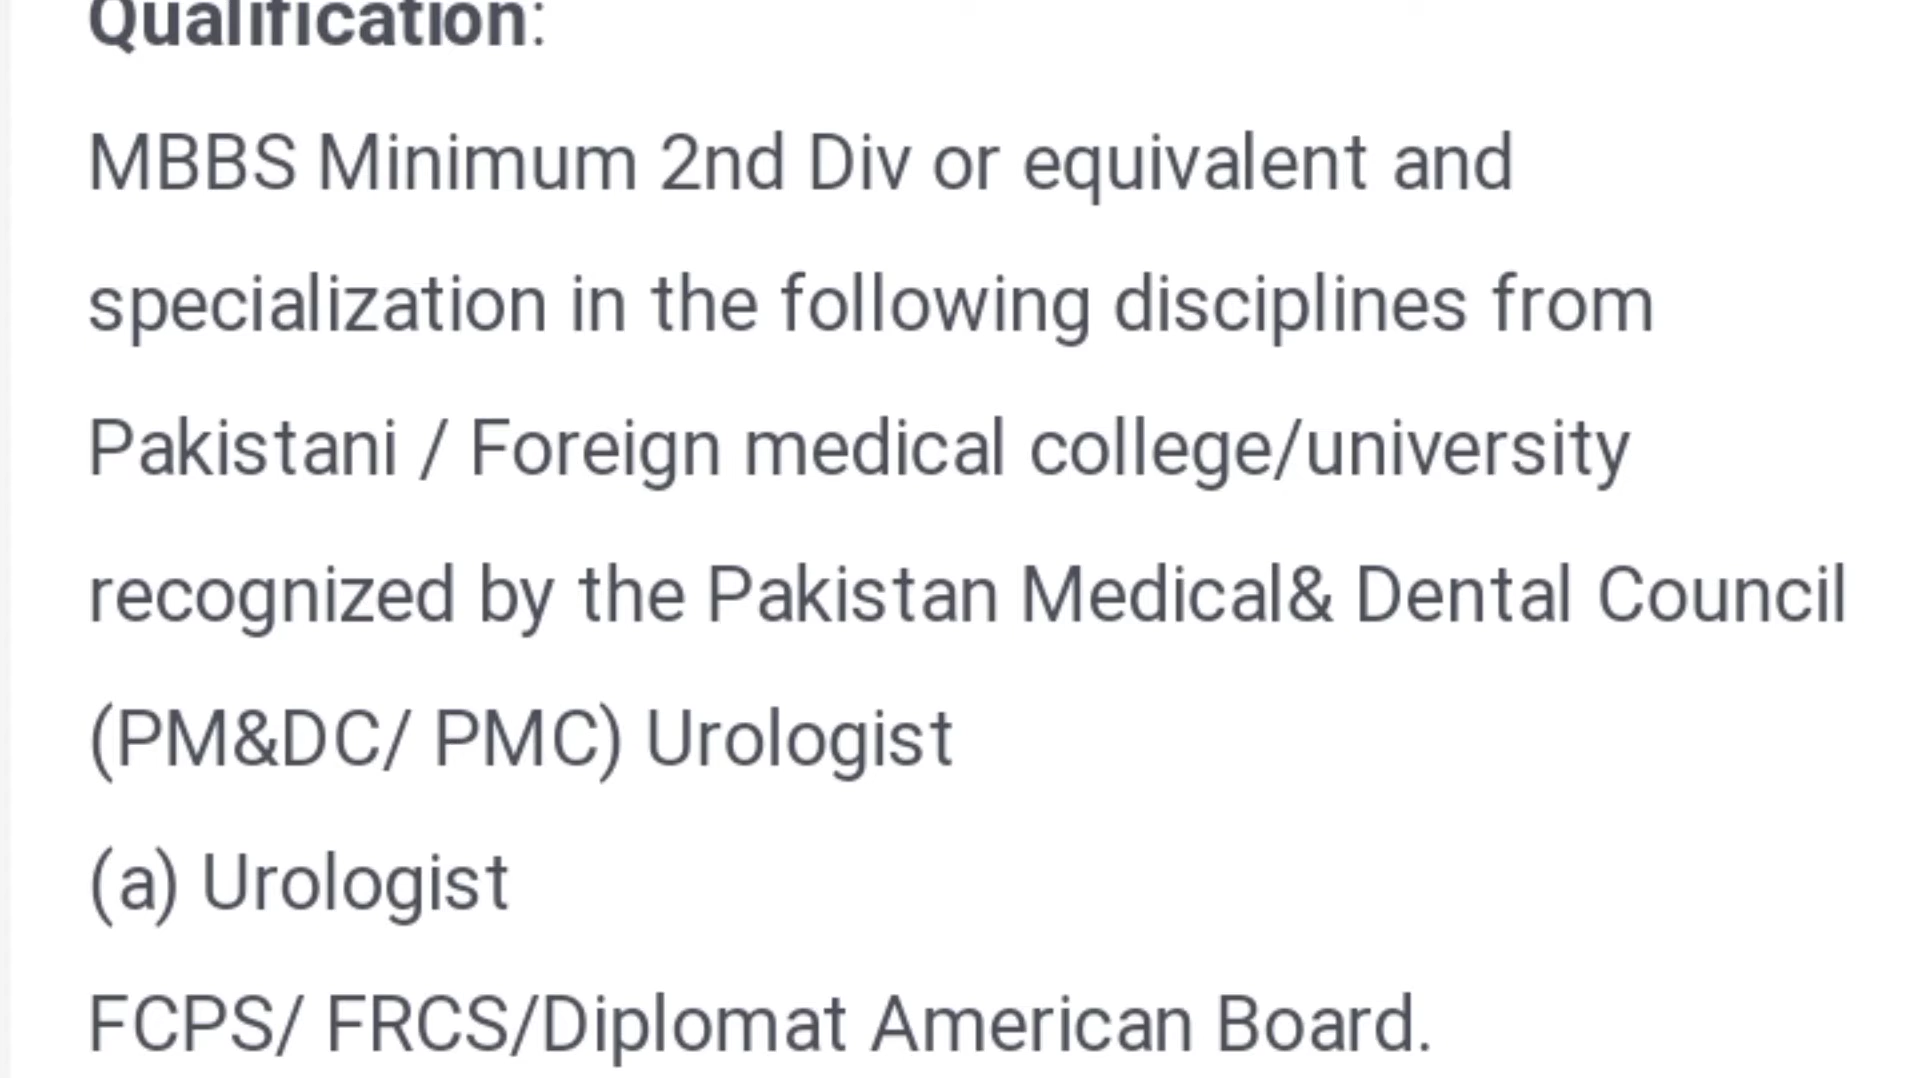 Qualification:
MBBS Minimum 2nd Div or equivalent and
specialization in the following disciplines from
Pakistani / Foreign medical college/university
recognized by the Pakistan Medical& Dental Council
(PM&DC/ PMC) Urologist
(a) Urologist
FCPS/ FRCS/Diplomat American Board.